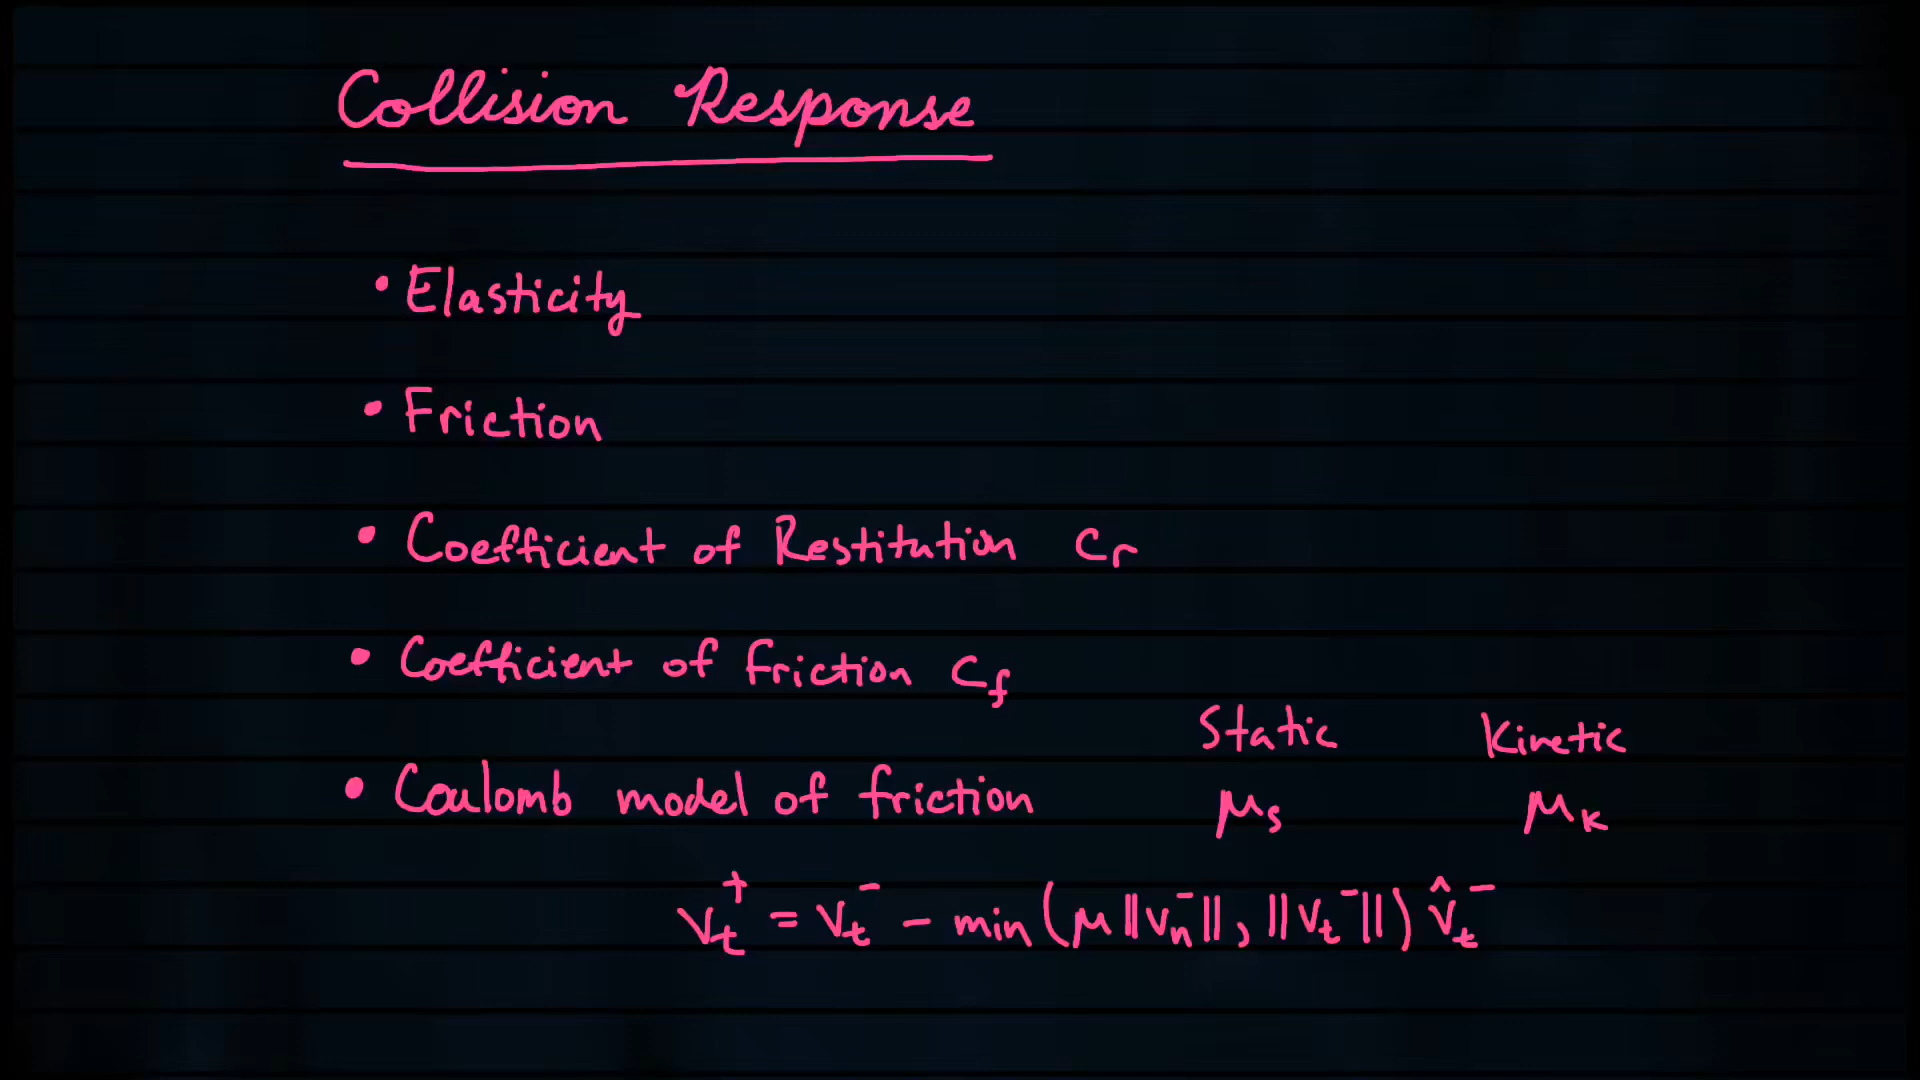 Collision Response
• Elasticity
• Friction
• Coefficient of Restitution c_r
• Coefficient of friction c_f
Static Kinetic
• Coulomb model of friction μ_s μ_k
v_t^+ = v_t^- - min(μ||v_n^-||, ||v_t^-||) v̂_t^-